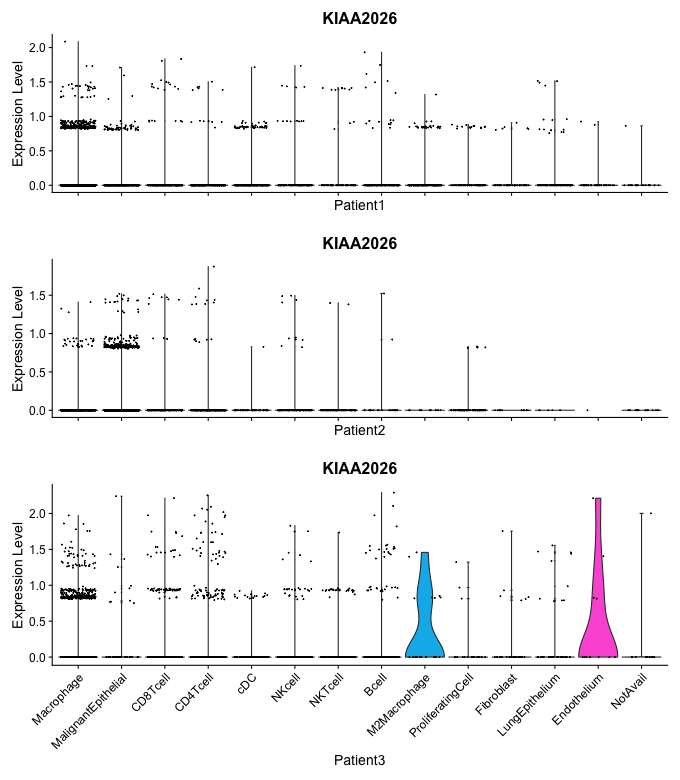 KIAA2026
Expression Level
2.0
1.5
1.0
0.5
0.0
Patient1
KIAA2026
Expression Level
1.5
1.0
0.5
0.0
Patient2
KIAA2026
Expression Level
2.0
1.5
1.0
0.5
0.0
Macrophage
MalignantEpithelial
CD8Tcell
CD4Tcell
cDC
NKcell
NKTcell
Bcell
M2Macrophage
ProliferatingCell
Fibroblast
LungEpithelium
Endothelium
NotAvail
Patient3